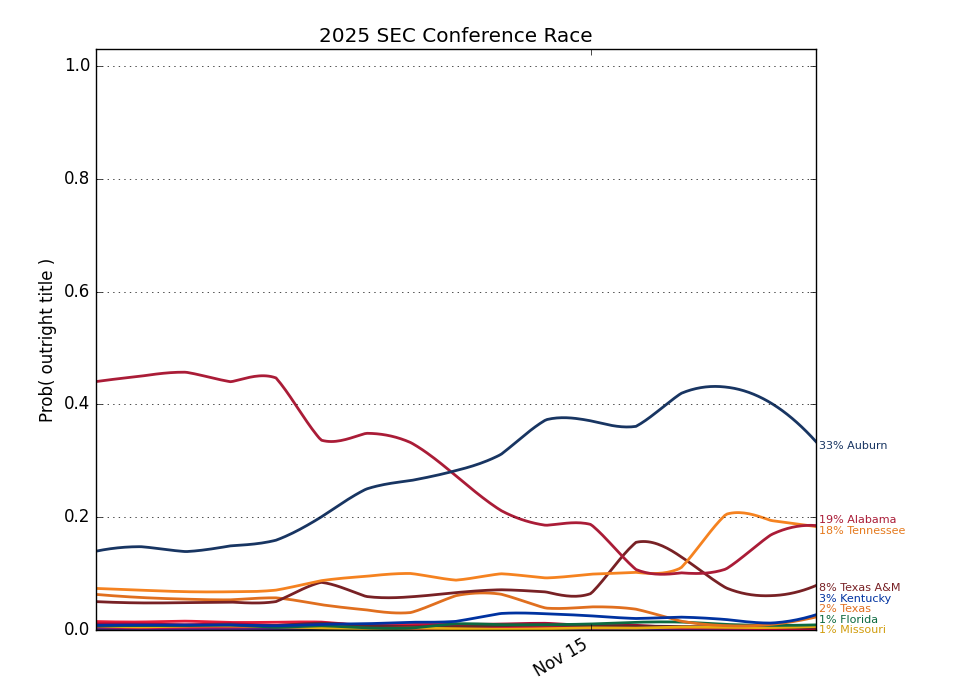 2025 SEC Conference Race
1.0
0.8
0.6
0.4
0.2
0.0
Prob( outright title )
Nov 15
33% Auburn
19% Alabama
18% Tennessee
8% Texas A&M
3% Kentucky
2% Texas
1% Florida
1% Missouri